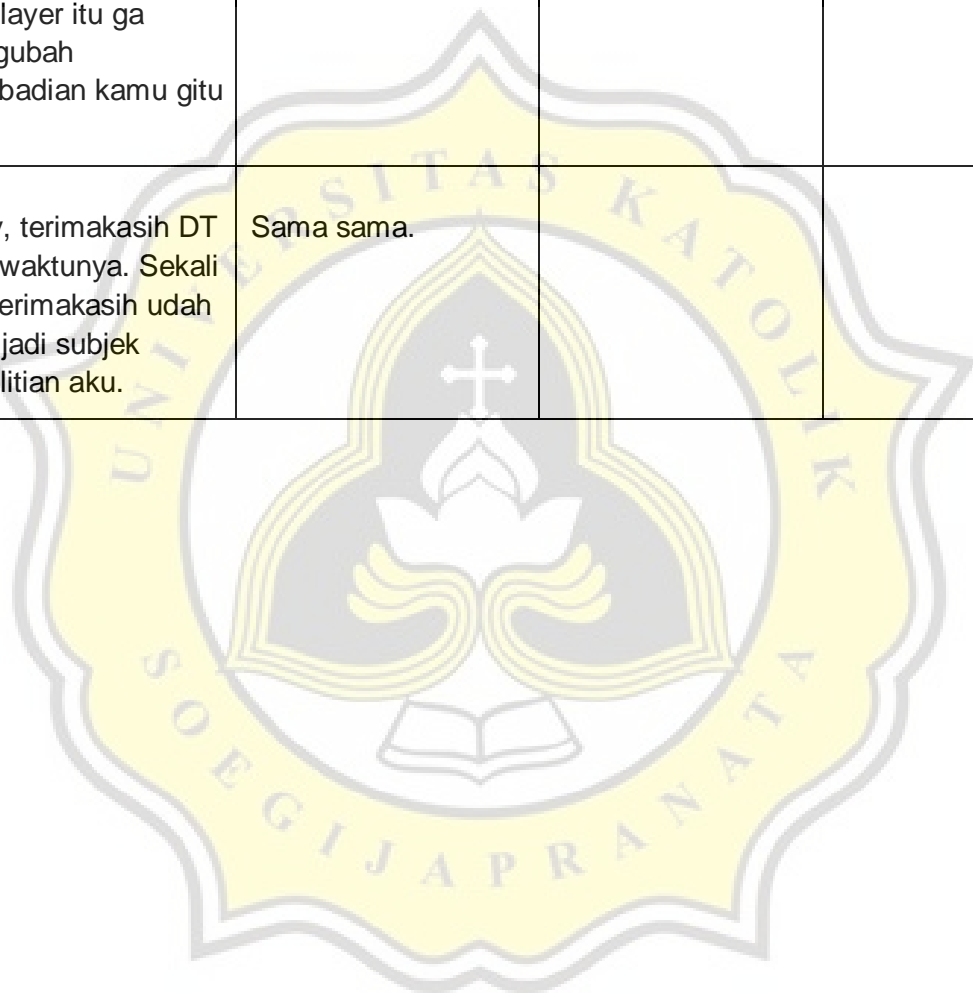 layer itu ga
gubah
badian kamu gitu
, terimakasih DT
waktunya. Sekali
erimakasih udah
jadi subjek
litian aku.
Sama sama.
UNIVERSITAS KATOLIK
SOEGIJAPRANATA